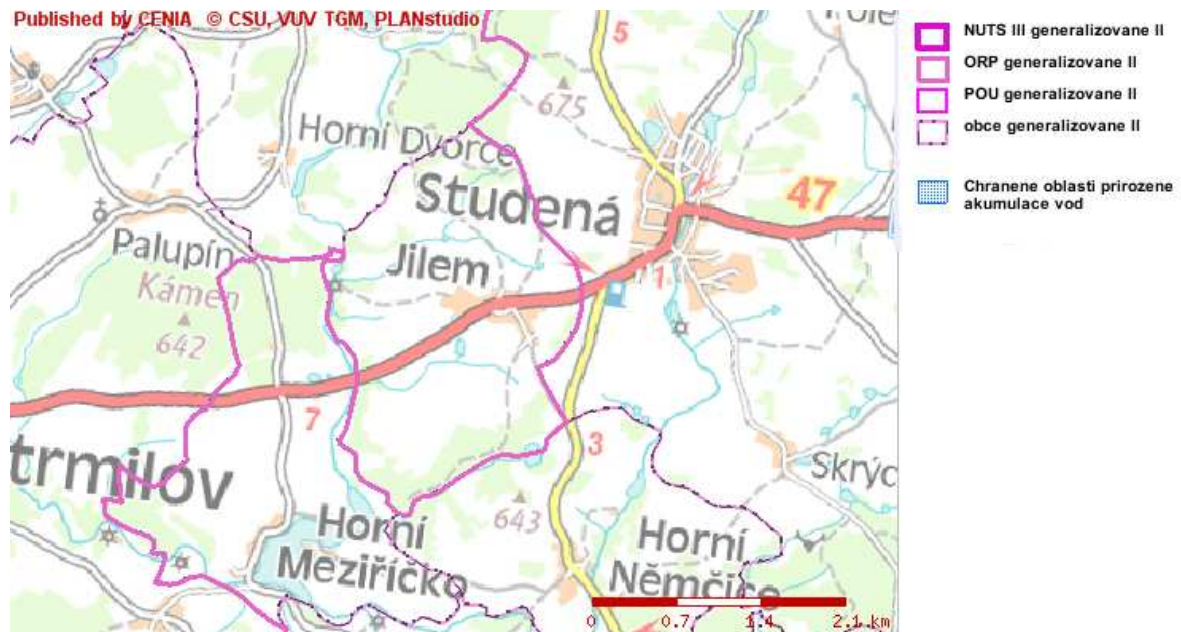 Published by CENIA © CSU, VUV TGM, PLANstudio
5
675
Horní Dvorce
Studená
47
Palupín
Jilem
1
Kámen
642
7
3
Skrýc
trmilov
643
Horní
Meziříčko
Horní
Němčice
0 0.7 1.4 2.1 km
NUTS III generalizovane II
ORP generalizovane II
POU generalizovane II
obce generalizovane II
Chranene oblasti prirozene
akumulace vod